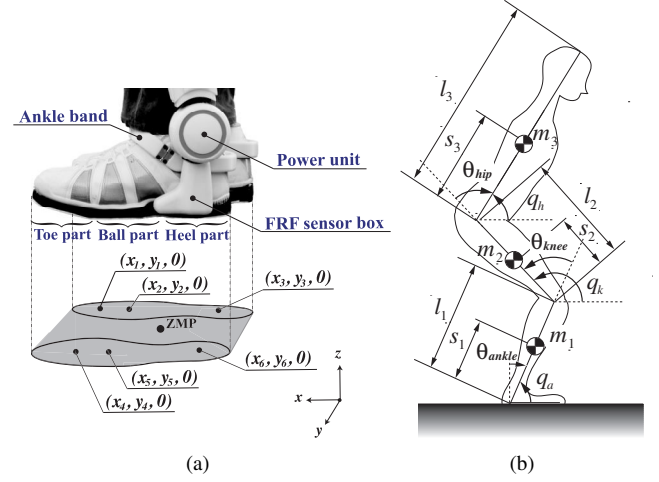 Ankle band
Power unit
FRF sensor box
Toe part Ball part Heel part
(x1, y1, 0)
(x2, y2, 0)
(x3, y3, 0)
ZMP
(x6, y6, 0)
(x5, y5, 0)
(x4, y4, 0)
z
x
y
(a)
l3
s3
m3
θhip
qh
l2
s2
θknee
m2
qk
l1
s1
m1
θankle
qa
(b)